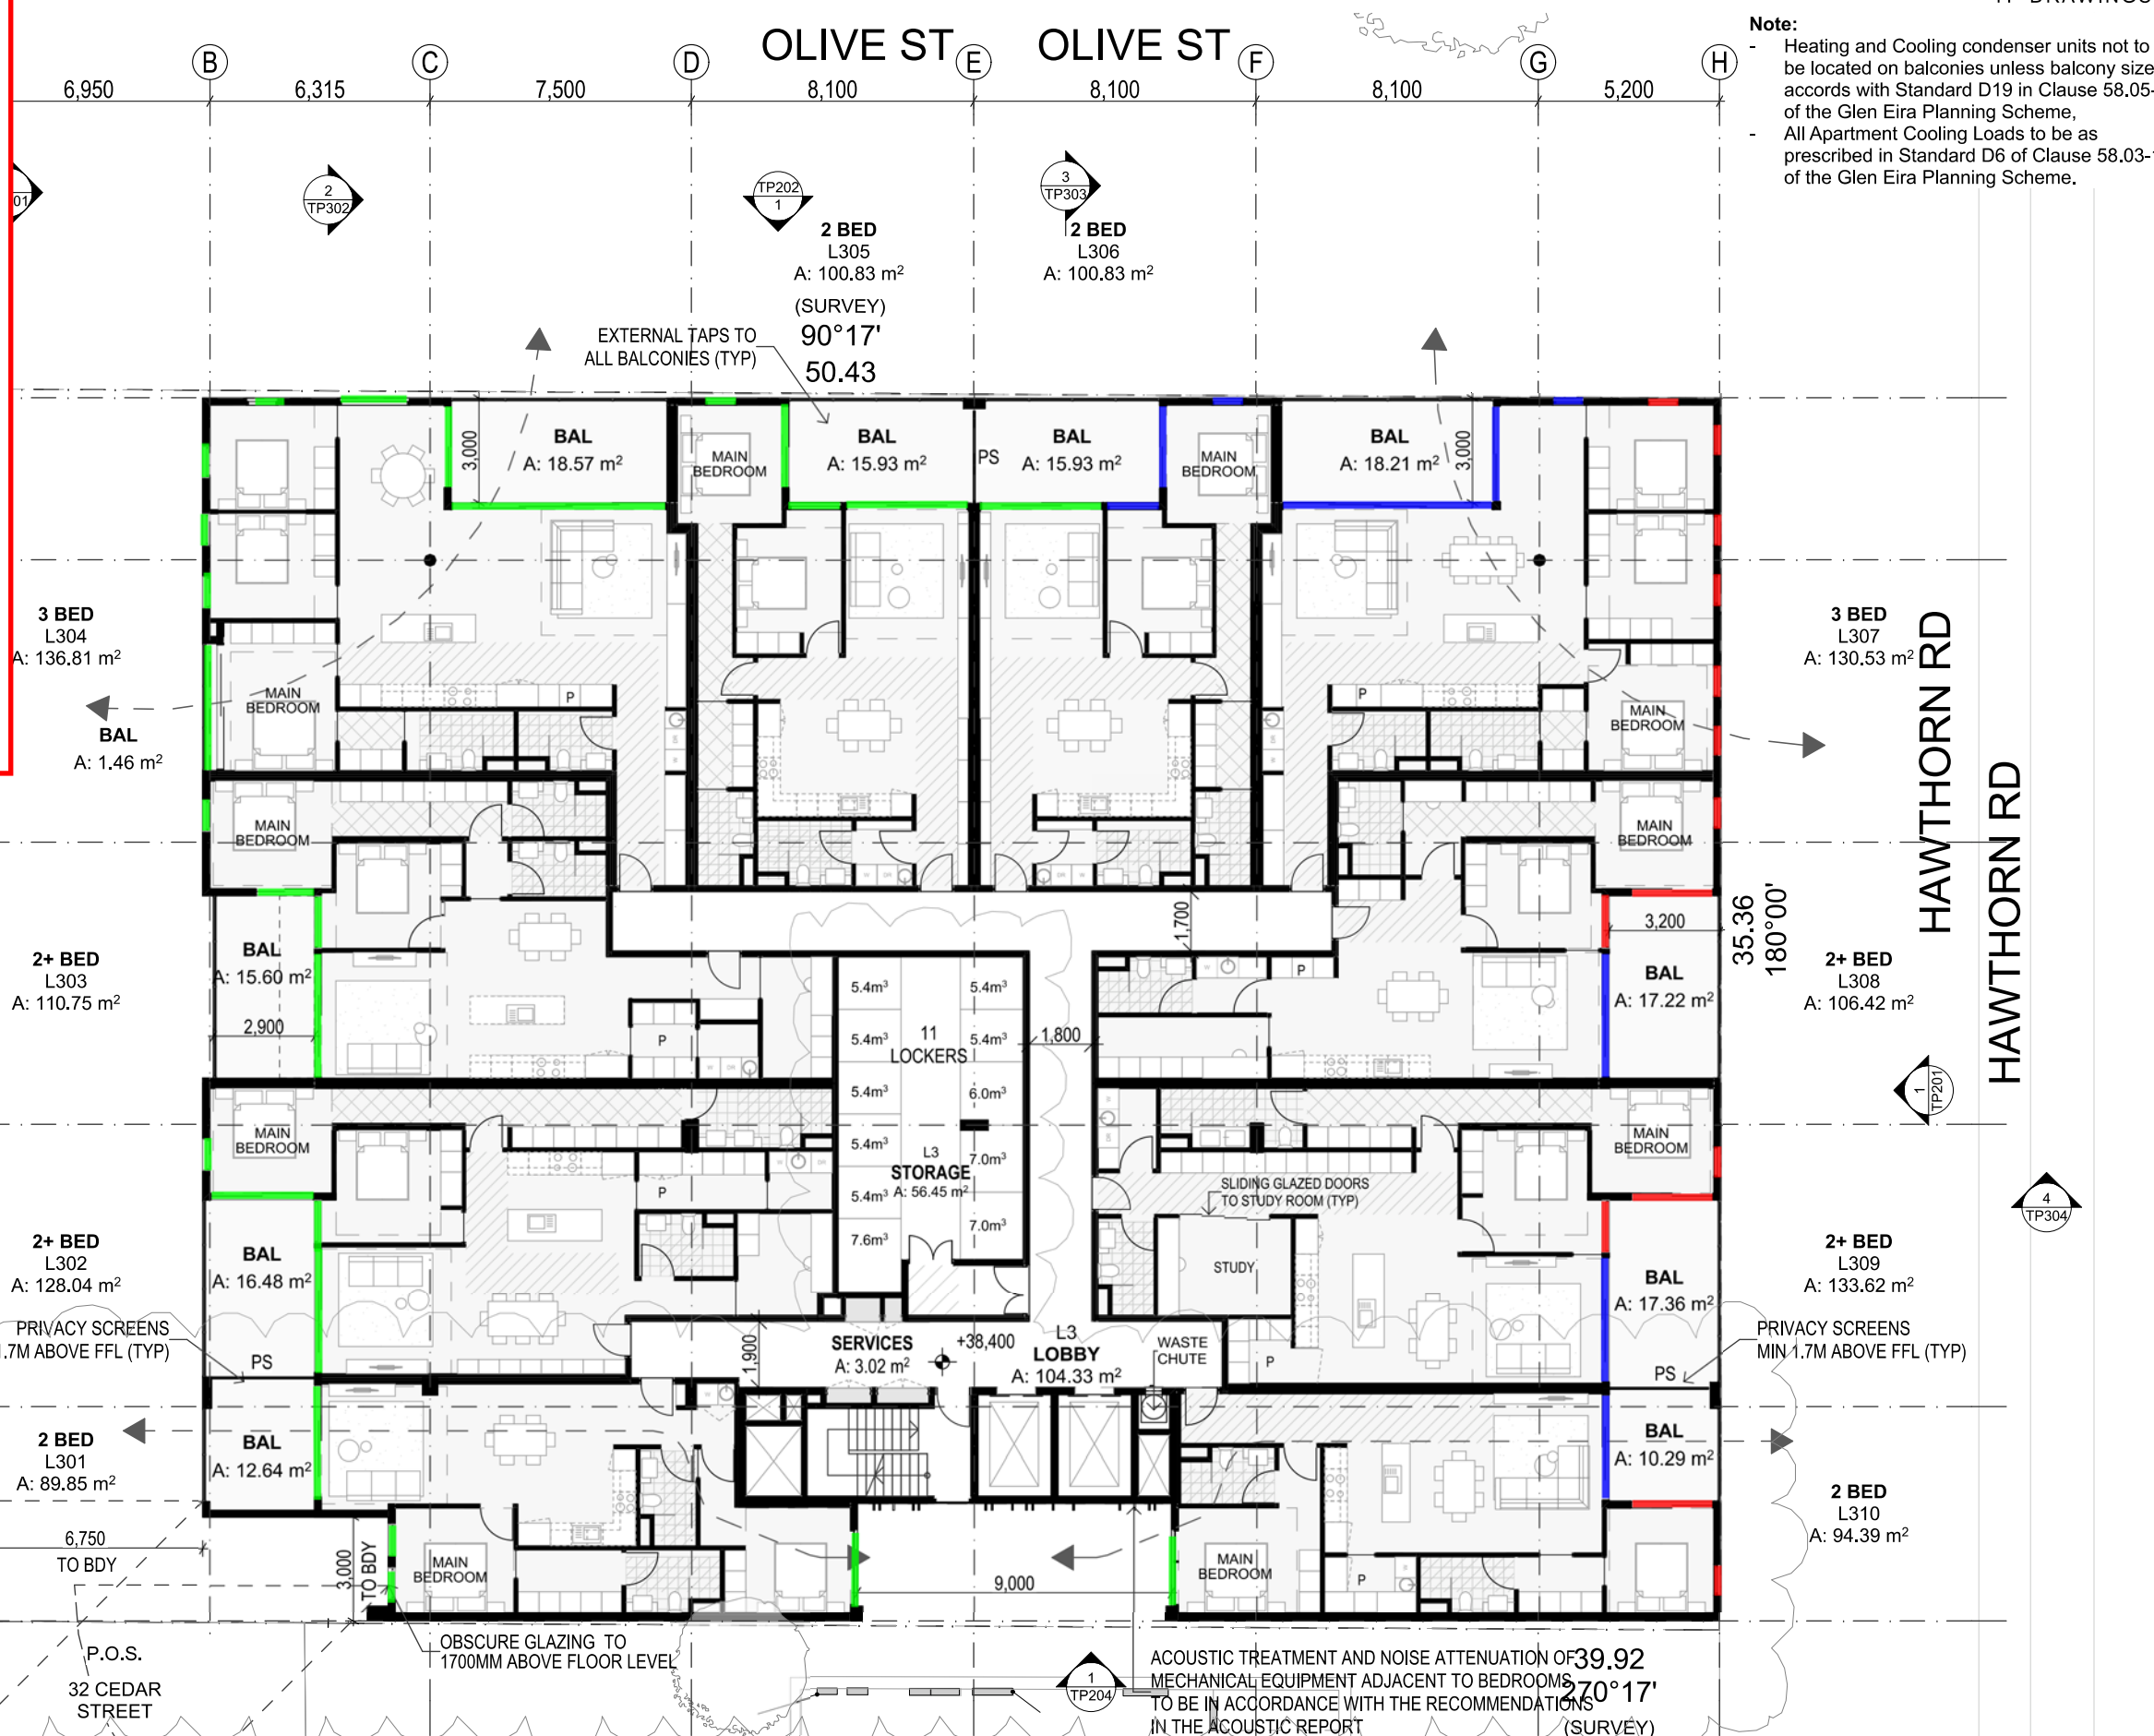 OLIVE ST OLIVE ST
B C D E F G H
6,950 6,315 7,500 8,100 8,100 8,100 5,200
Note:
- Heating and Cooling condenser units not to
be located on balconies unless balcony size
accords with Standard D19 in Clause 58.05-
of the Glen Eira Planning Scheme,
- All Apartment Cooling Loads to be as
prescribed in Standard D6 of Clause 58.03-
of the Glen Eira Planning Scheme.
01
2
TP302
TP202
1
3
TP303
2 BED
L305
A: 100.83 m²
2 BED
L306
A: 100.83 m²
(SURVEY)
90°17'
50.43
EXTERNAL TAPS TO
ALL BALCONIES (TYP)
3,000
BAL
A: 18.57 m²
MAIN
BEDROOM
BAL
A: 15.93 m²
PS
BAL
A: 15.93 m²
MAIN
BEDROOM
BAL
A: 18.21 m²
3,000
3 BED
L304
A: 136.81 m²
MAIN
BEDROOM
BAL
A: 1.46 m²
P
P
3 BED
L307
A: 130.53 m²
MAIN
BEDROOM
HAWTHORN RD
HAWTHORN RD
MAIN
BEDROOM
MAIN
BEDROOM
35.36
180°00'
1,700
3,200
2+ BED
L303
A: 110.75 m²
BAL
A: 15.60 m²
2,900
P
5.4m³ 5.4m³
11
LOCKERS
5.4m³ 5.4m³
5.4m³ 6.0m³
5.4m³ 7.0m³
L3
STORAGE
A: 56.45 m²
5.4m³
7.6m³ 7.0m³
1,800
P
BAL
A: 17.22 m²
2+ BED
L308
A: 106.42 m²
1
TP201
MAIN
BEDROOM
P
SLIDING GLAZED DOORS
TO STUDY ROOM (TYP)
STUDY
MAIN
BEDROOM
4
TP304
2+ BED
L302
A: 128.04 m²
BAL
A: 16.48 m²
BAL
A: 17.36 m²
2+ BED
L309
A: 133.62 m²
PRIVACY SCREENS
1.7M ABOVE FFL (TYP)
PS
1,900
SERVICES
A: 3.02 m²
+38,400
L3
LOBBY
A: 104.33 m²
WASTE
CHUTE
P
PS
PRIVACY SCREENS
MIN 1.7M ABOVE FFL (TYP)
2 BED
L301
A: 89.85 m²
BAL
A: 12.64 m²
BAL
A: 10.29 m²
2 BED
L310
A: 94.39 m²
6,750
TO BDY
3,000
TO BDY
MAIN
BEDROOM
9,000
MAIN
BEDROOM
P
P.O.S.
32 CEDAR
STREET
OBSCURE GLAZING TO
1700MM ABOVE FLOOR LEVEL
1
TP204
ACOUSTIC TREATMENT AND NOISE ATTENUATION OF
MECHANICAL EQUIPMENT ADJACENT TO BEDROOMS
TO BE IN ACCORDANCE WITH THE RECOMMENDATIONS
IN THE ACOUSTIC REPORT
39.92
270°17'
(SURVEY)